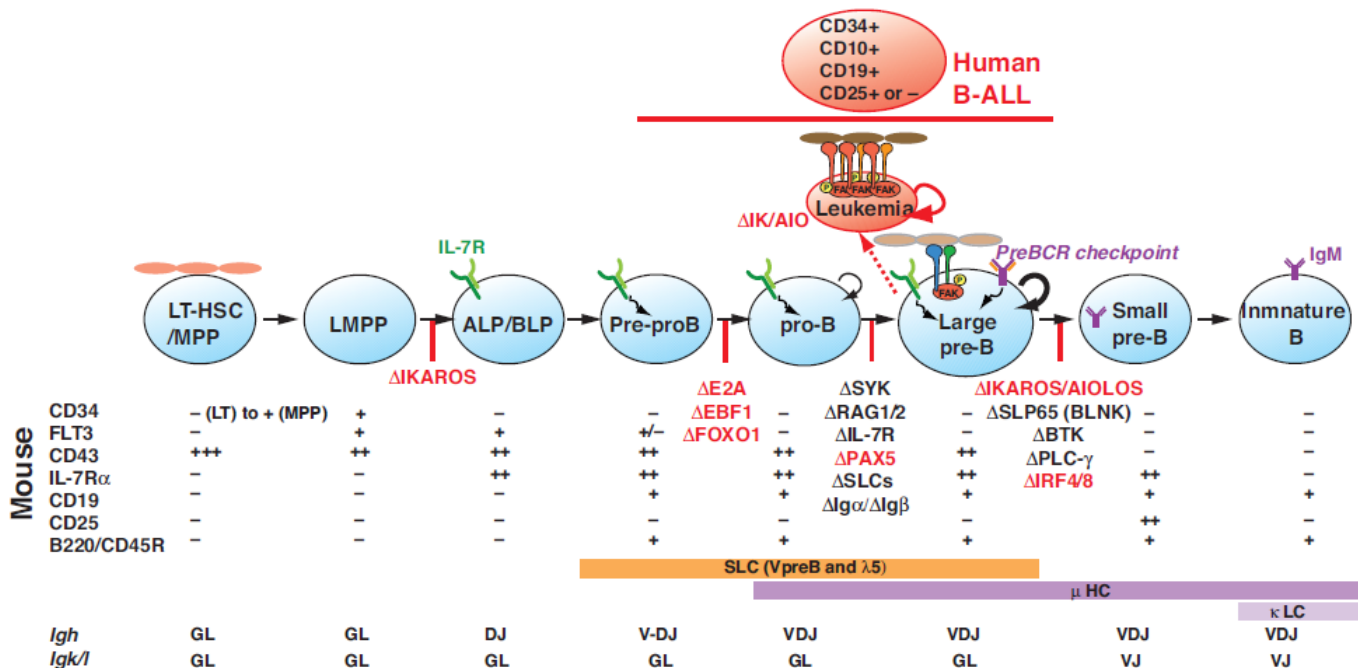 CD34+
CD10+
CD19+
CD25+ or –
Human
B-ALL
P
P
FAK
FAK
FAK
Leukemia
ΔIK/AIO
IL-7R
PreBCR checkpoint
IgM
P
FAK
LT-HSC
/MPP
LMPP
ALP/BLP
Pre-proB
pro-B
Large
pre-B
Small
pre-B
Inmnature
B
ΔIKAROS
ΔE2A
ΔEBF1
ΔFOXO1
ΔSYK
ΔRAG1/2
ΔIL-7R
ΔPAX5
ΔSLCs
ΔIgα/ΔIgβ
ΔIKAROS/AIOLOS
ΔSLP65 (BLNK)
ΔBTK
ΔPLC-γ
ΔIRF4/8
Mouse
CD34 – (LT) to + (MPP) + – – – – – –
FLT3 – + + +/– – – – –
CD43 +++ ++ ++ ++ ++ ++ – –
IL-7Rα – – ++ ++ ++ ++ ++ –
CD19 – – – + + + + +
CD25 – – – – – – ++ –
B220/CD45R – – – + + + + +
SLC (VpreB and λ5)
μ HC
κ LC
Igh GL GL DJ V-DJ VDJ VDJ VDJ VDJ
Igk/l GL GL GL GL GL GL VJ VJ